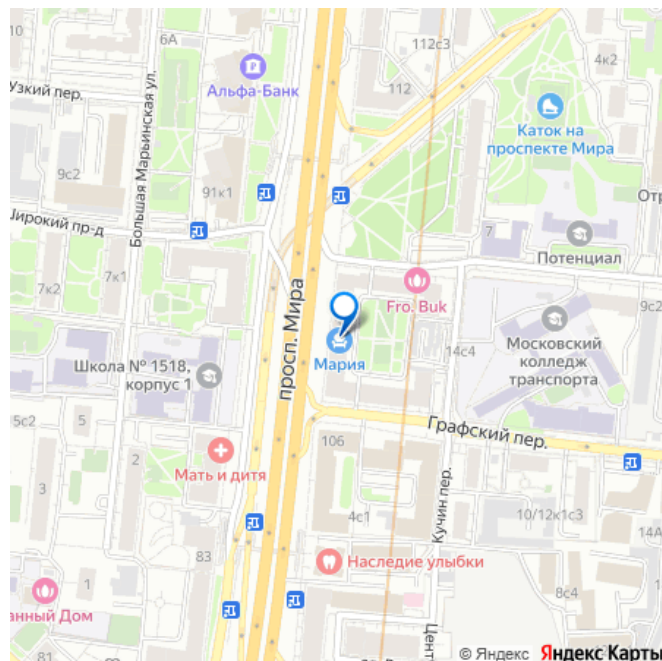 6А
112с3
4к2
Узкий пер.
Альфа-Банк
112
Каток на
проспекте Мира
9с2
Большая Марьинская ул.
91к1
Широкий пр-д
7
Потенциал
7к1
7к2
Fro. Buk
9с2
просп. Мира
Мария
14с4
Московский
колледж
транспорта
Школа № 1518,
корпус 1
5с2
5
Графский пер.
106
2
Мать и дитя
3
Кучин пер.
4с1
10/12к1с3
14А
83
Наследие улыбки
1
8с4
анный Дом
81
© Яндекс Яндекс Карты